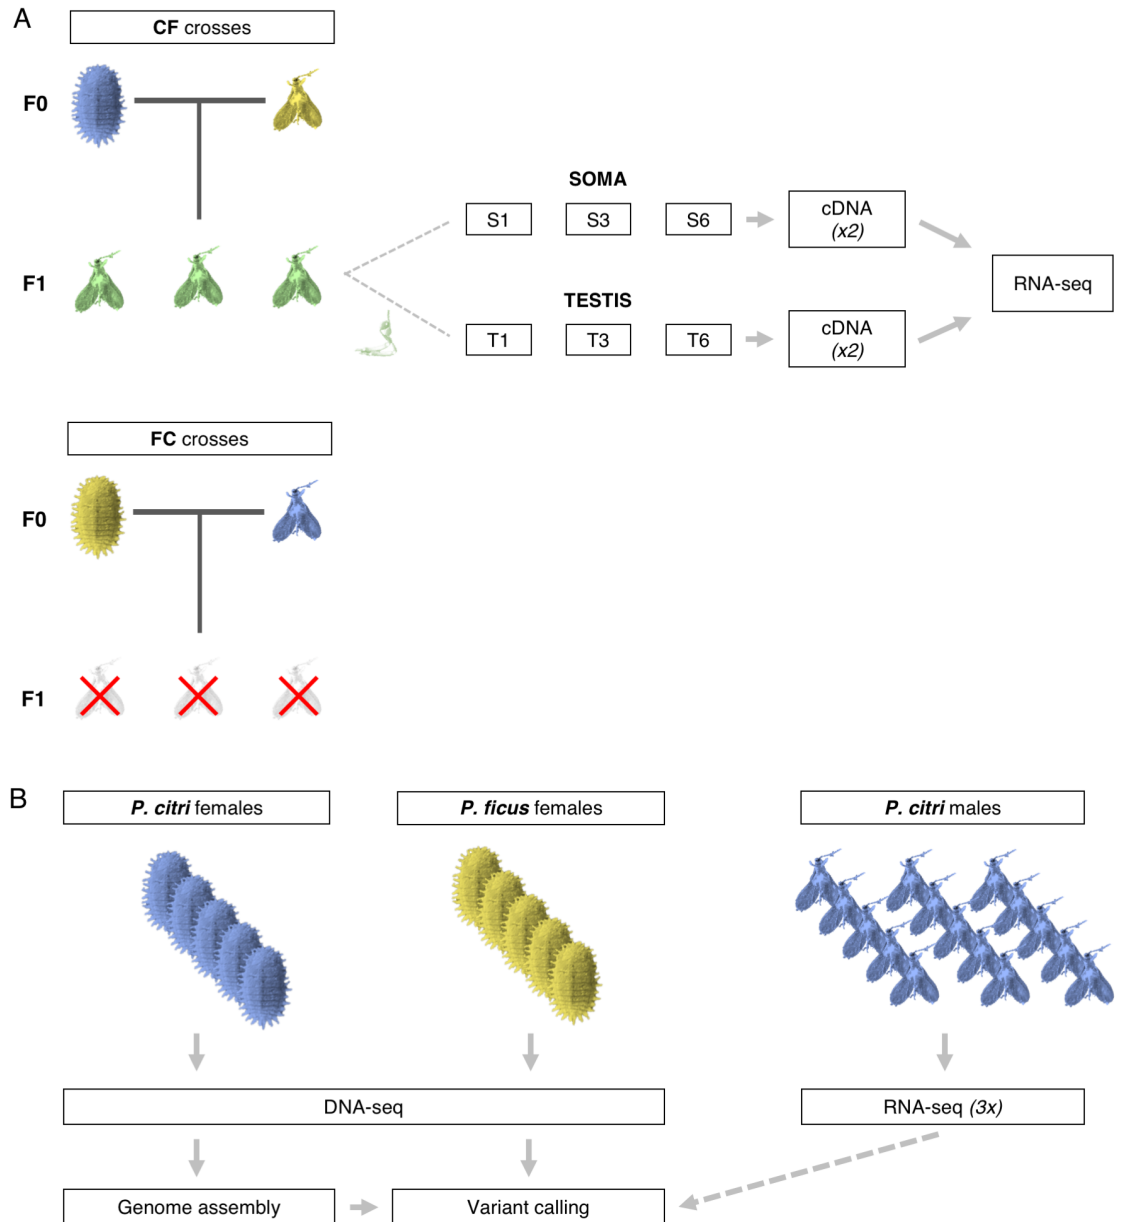 A
CF crosses
F0
SOMA
S1 S3 S6
cDNA
(x2)
RNA-seq
F1
TESTIS
T1 T3 T6
cDNA
(x2)
FC crosses
F0
F1
B
P. citri females
P. ficus females
P. citri males
DNA-seq
RNA-seq (3x)
Genome assembly
Variant calling